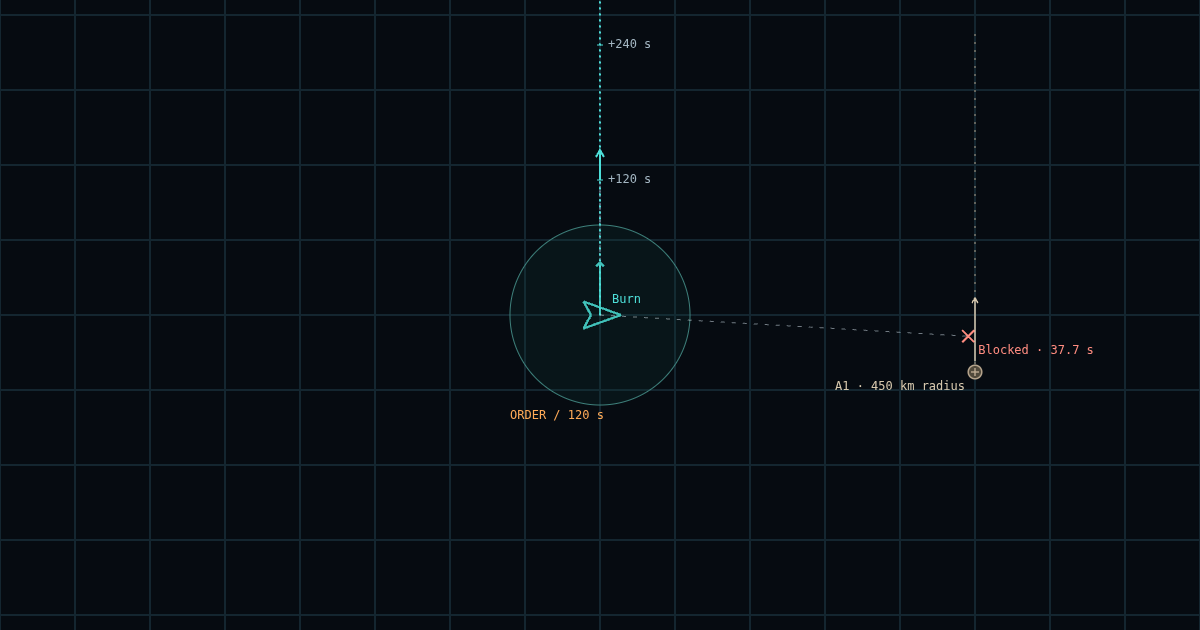 +240 s
+120 s
Burn
Blocked · 37.7 s
A1 · 450 km radius
ORDER / 120 s